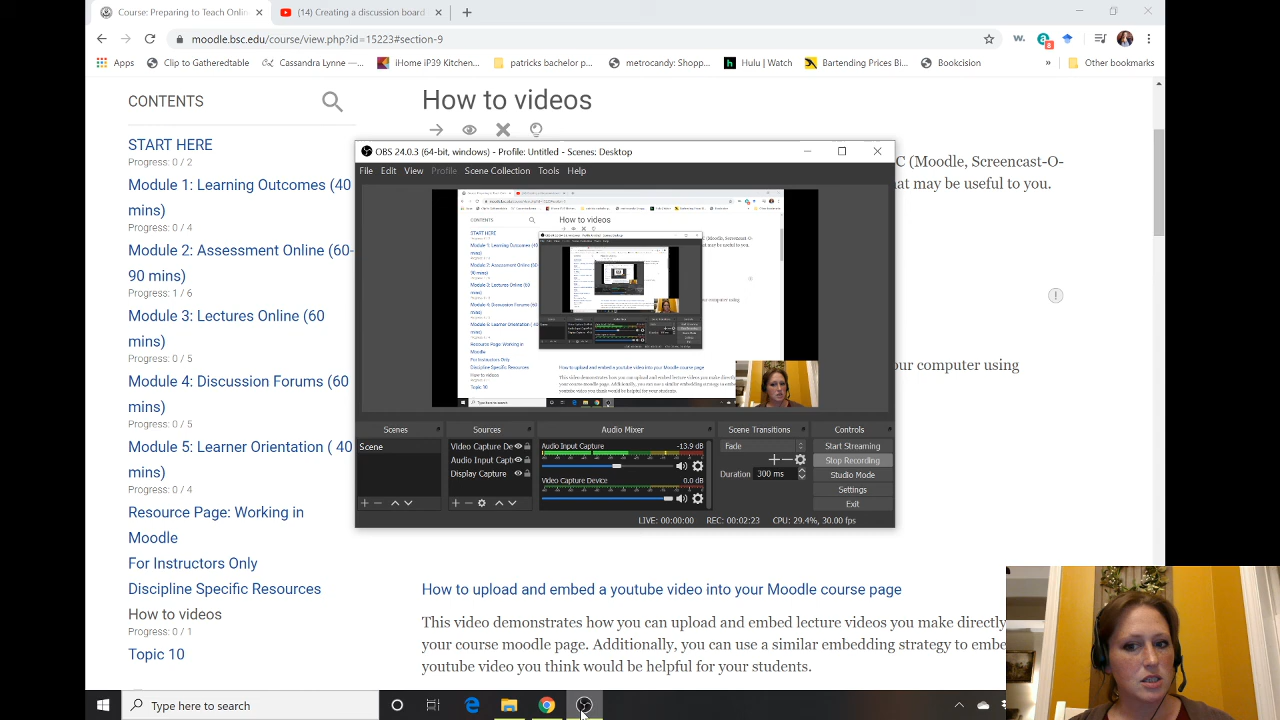 Course: Preparing to Teach Onlin
(14) Creating a discussion board
moodle.bsc.edu/course/view.php?id=15223#section-9
Apps
Clip to Gatheredtable
Cassandra Lynne...
iHome iP39 Kitchen...
patricks bachelor p...
metrocandy: Shopp...
Hulu | Watch
Bartending Prices Bi...
Bookcision
»
Other bookmarks
CONTENTS
START HERE
Progress: 0 / 2
Module 1: Learning Outcomes (40
mins)
Progress: 0 / 4
Module 2: Assessment Online (60-
90 mins)
Progress: 1 / 6
Module 3: Lectures Online (60
mins)
Progress: 0 / 5
Module 4: Discussion Forums (60
mins)
Progress: 0 / 5
Module 5: Learner Orientation ( 40
mins)
Progress: 1 / 4
Resource Page: Working in
Moodle
For Instructors Only
Discipline Specific Resources
How to videos
Progress: 0 / 1
Topic 10
How to videos
C (Moodle, Screencast-O-
hat may be useful to you.
our computer using
OBS 24.0.3 (64-bit, windows) - Profile: Untitled - Scenes: Desktop
File Edit View Profile Scene Collection Tools Help
Scenes
Scene
Sources
Video Capture De
Audio Input Captu
Display Capture
Audio Mixer
Audio Input Capture -13.9 dB
Video Capture Device 0.0 dB
Scene Transitions
Fade
Duration 300 ms
Controls
Start Streaming
Stop Recording
Studio Mode
Settings
Exit
LIVE: 00:00:00 REC: 00:02:23 CPU: 29.4%, 30.00 fps
How to upload and embed a youtube video into your Moodle course page
This video demonstrates how you can upload and embed lecture videos you make directly
your course moodle page. Additionally, you can use a similar embedding strategy to embe
youtube video you think would be helpful for your students.
Type here to search